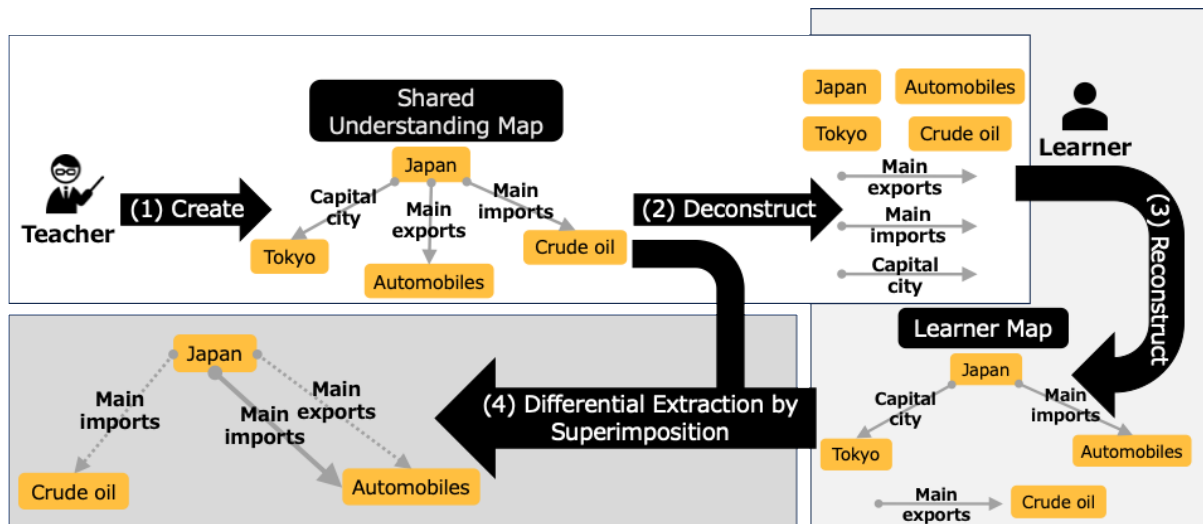 Teacher
(1) Create
Shared
Understanding Map
Japan
Capital
city
Main
exports
Main
imports
Tokyo
Automobiles
Crude oil
(2) Deconstruct
Japan
Automobiles
Tokyo
Crude oil
Main
exports
Main
imports
Capital
city
Learner
(3) Reconstruct
Learner Map
Japan
Capital
city
Main
imports
Tokyo
Automobiles
Main
exports
Crude oil
(4) Differential Extraction by
Superimposition
Japan
Main
imports
Main
imports
Main
exports
Crude oil
Automobiles